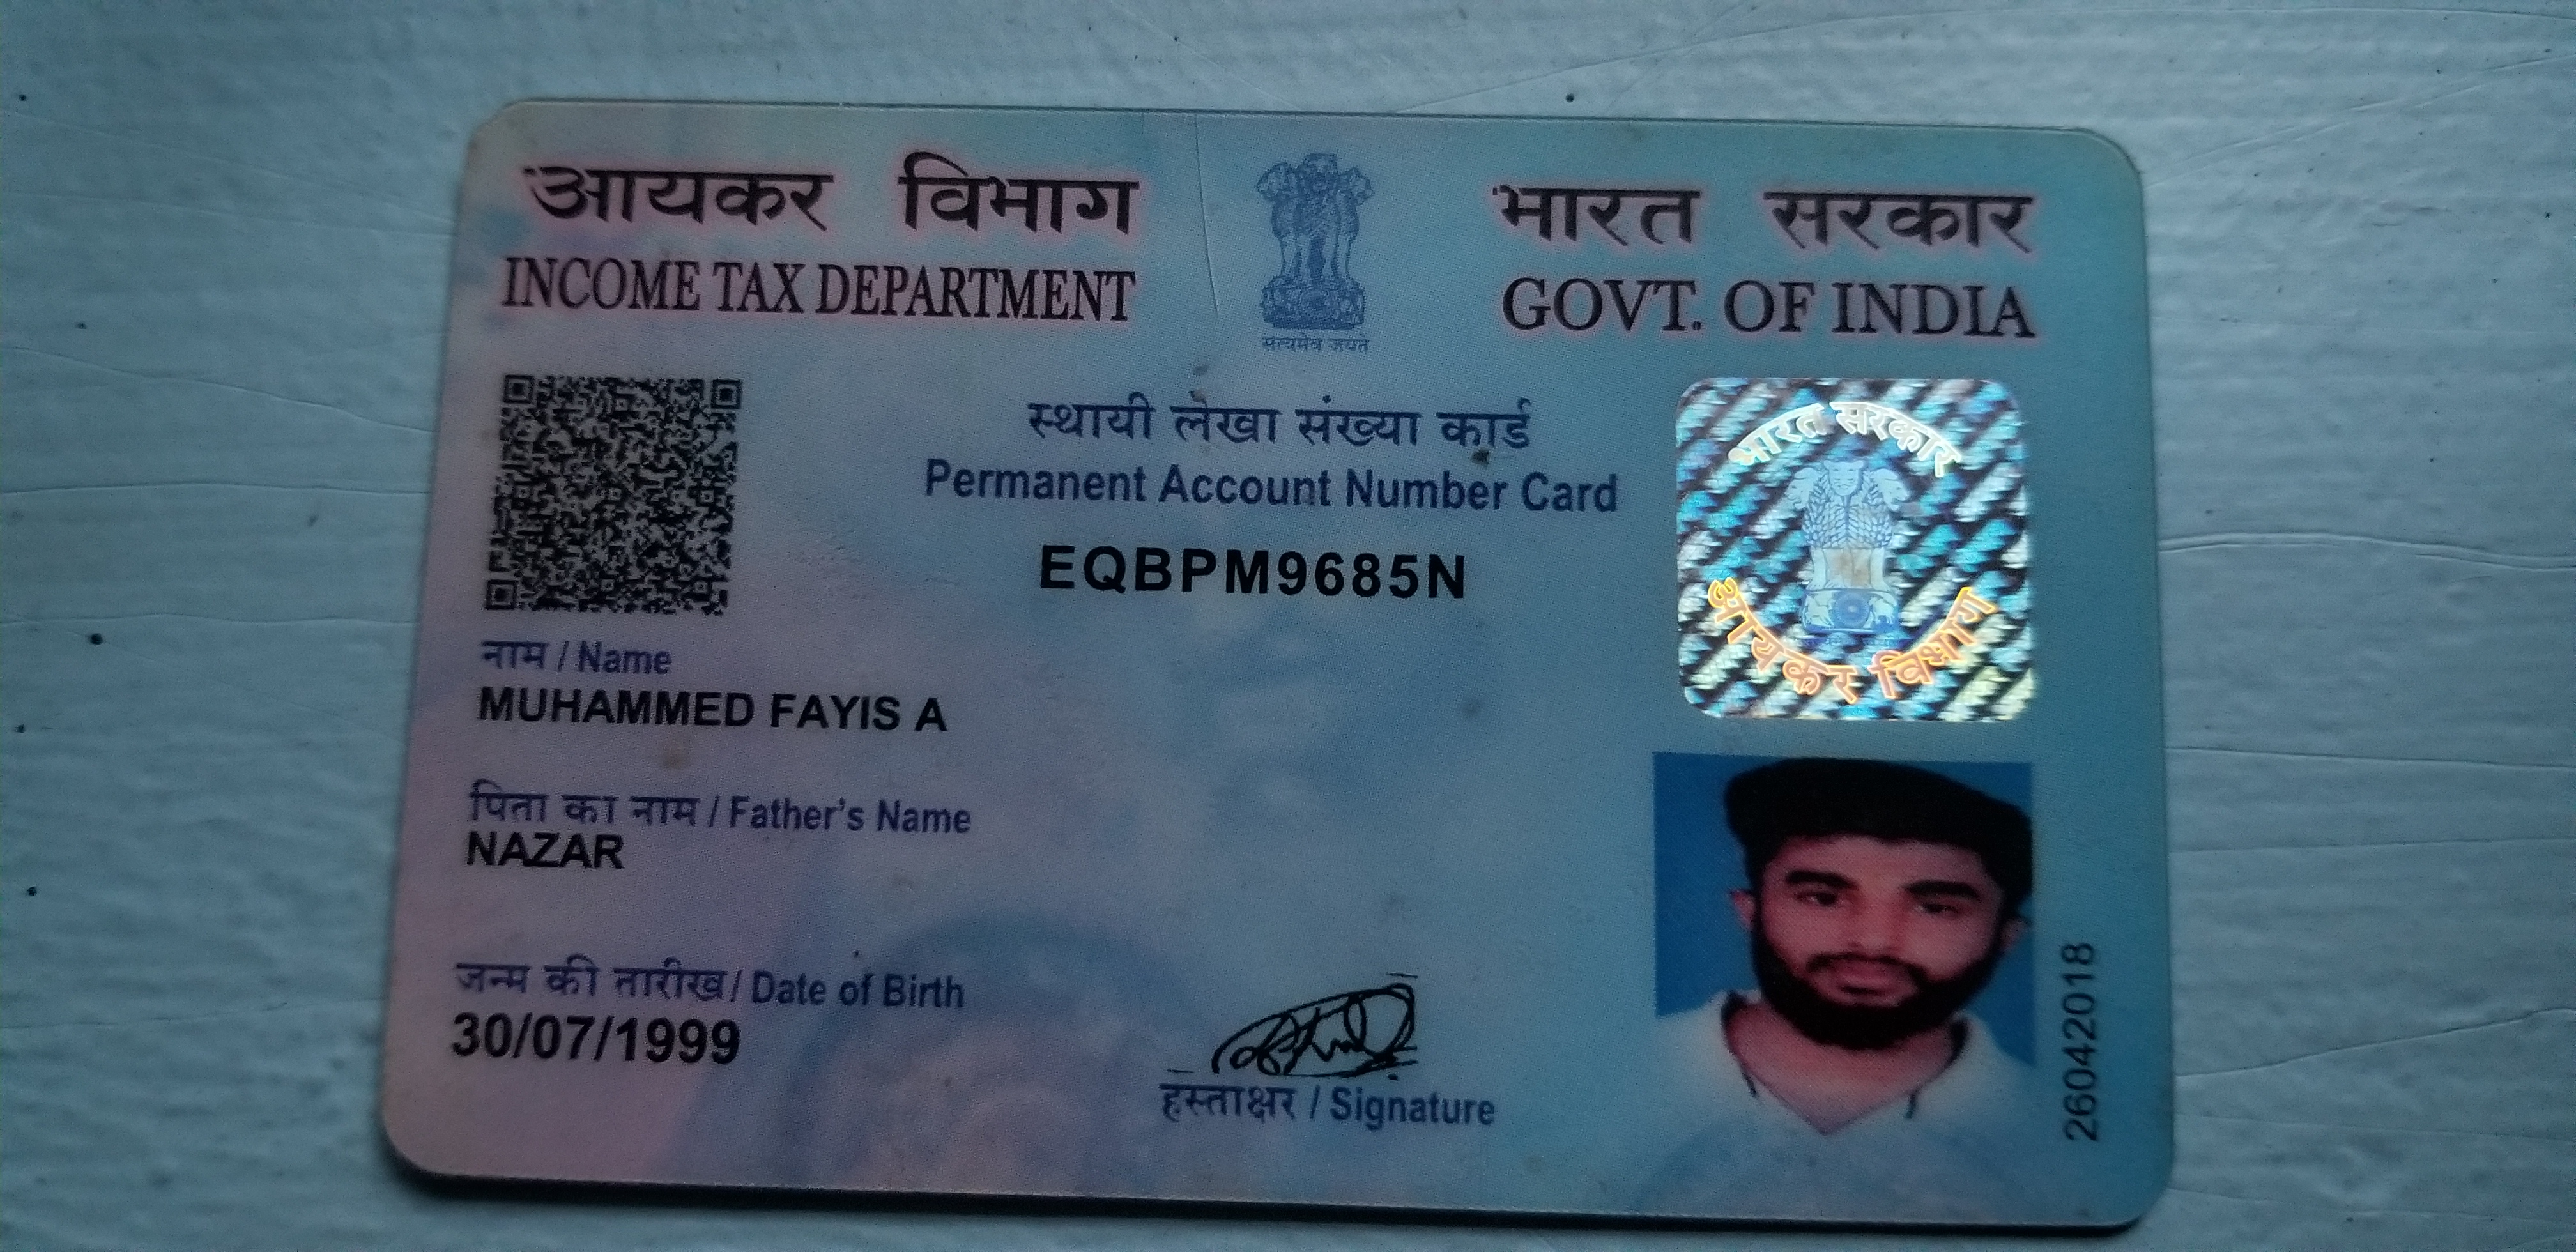 आयकर विभाग
INCOME TAX DEPARTMENT
सत्यमेव जयते
भारत सरकार
GOVT. OF INDIA
स्थायी लेखा संख्या कार्ड
Permanent Account Number Card
EQBPM9685N
भारत सरकार
आयकर विभाग
नाम / Name
MUHAMMED FAYIS A
पिता का नाम / Father's Name
NAZAR
जन्म की तारीख / Date of Birth
30/07/1999
हस्ताक्षर / Signature
26042018